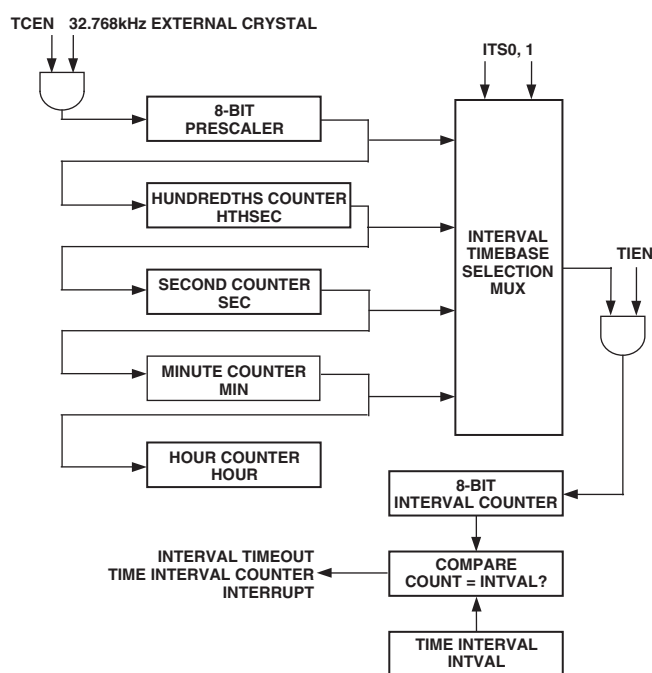 TCEN 32.768kHz EXTERNAL CRYSTAL
ITS0, 1
8-BIT
PRESCALER
HUNDREDTHS COUNTER
HTHSEC
INTERVAL
TIMEBASE
SELECTION
MUX
TIEN
SECOND COUNTER
SEC
MINUTE COUNTER
MIN
HOUR COUNTER
HOUR
8-BIT
INTERVAL COUNTER
INTERVAL TIMEOUT
TIME INTERVAL COUNTER
INTERRUPT
COMPARE
COUNT = INTVAL?
TIME INTERVAL
INTVAL